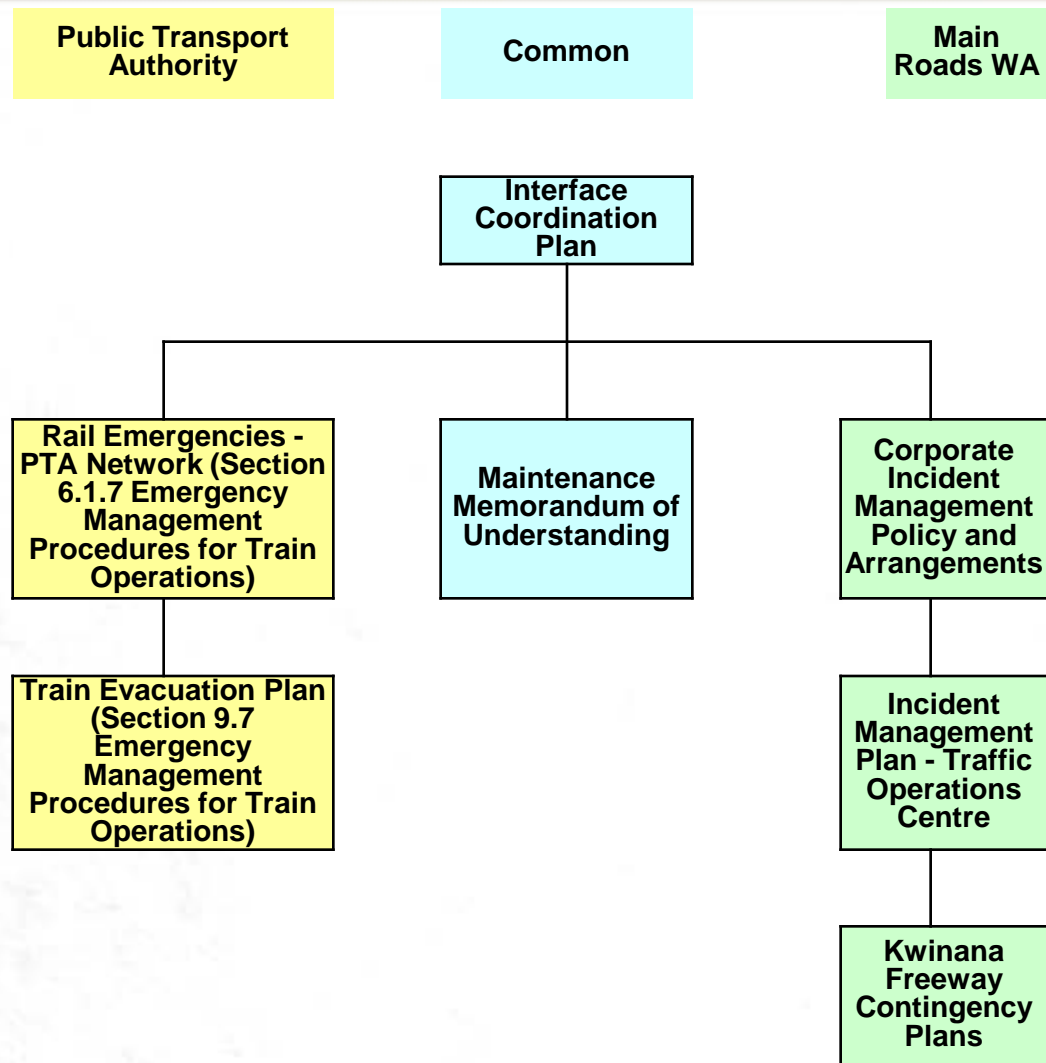 Public Transport
Authority
Common
Main
Roads WA
Interface
Coordination
Plan
Rail Emergencies -
PTA Network (Section
6.1.7 Emergency
Management
Procedures for Train
Operations)
Maintenance
Memorandum of
Understanding
Corporate
Incident
Management
Policy and
Arrangements
Train Evacuation Plan
(Section 9.7
Emergency
Management
Procedures for Train
Operations)
Incident
Management
Plan - Traffic
Operations
Centre
Kwinana
Freeway
Contingency
Plans